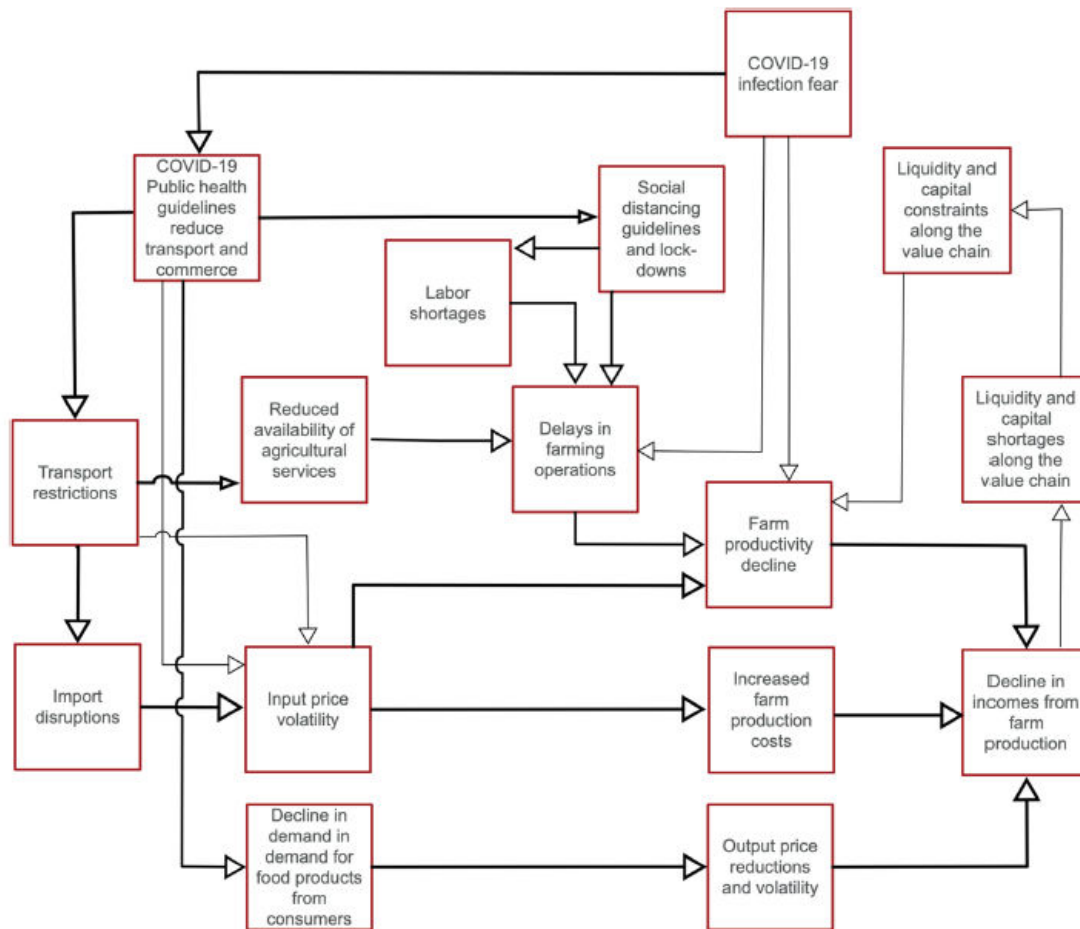 COVID-19
infection fear
COVID-19
Public health
guidelines
reduce
transport and
commerce
Social
distancing
guidelines
and lock-
downs
Liquidity and
capital
constraints
along the
value chain
Labor
shortages
Reduced
availability of
agricultural
services
Delays in
farming
operations
Liquidity and
capital
shortages
along the
value chain
Transport
restrictions
Farm
productivity
decline
Import
disruptions
Input price
volatility
Increased
farm
production
costs
Decline in
incomes from
farm
production
Decline in
demand in
demand for
food products
from
consumers
Output price
reductions
and volatility